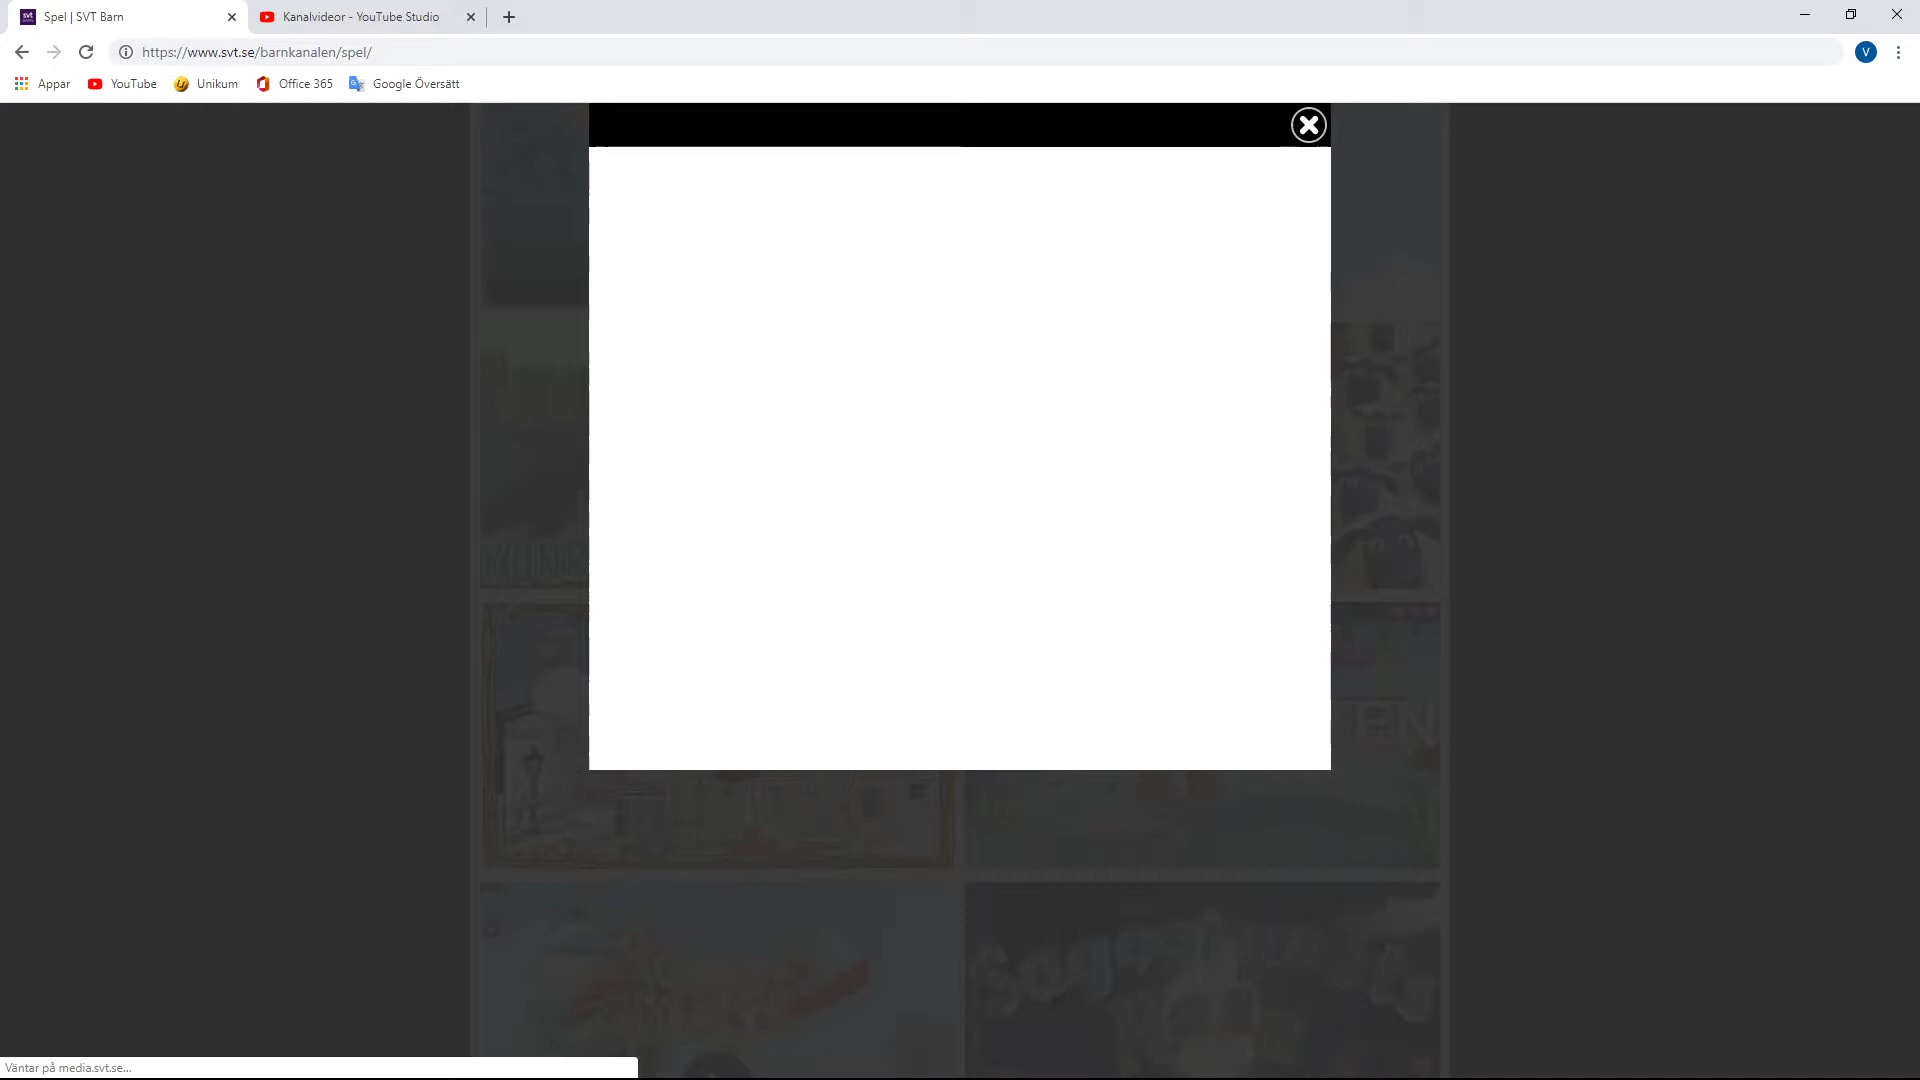 svt
Spel | SVT Barn
Kanalvideor - YouTube Studio
https://www.svt.se/barnkanalen/spel/
V
Appar
YouTube
Unikum
Office 365
Google Översätt
Väntar på media.svt.se...